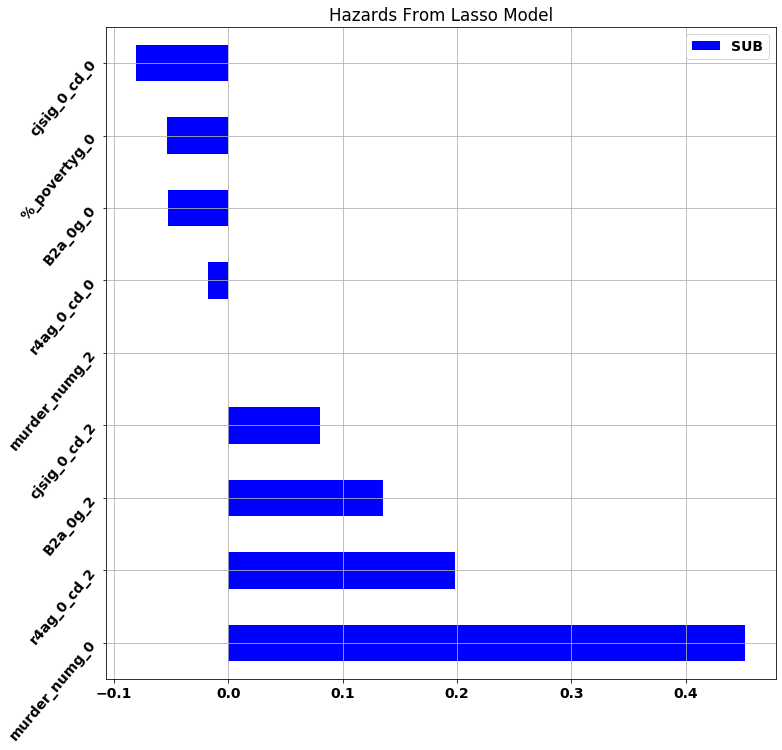 Hazards From Lasso Model
SUB
cjsig_0_cd_0
%_povertyg_0
B2a_0g_0
r4ag_0_cd_0
murder_numg_2
cjsig_0_cd_2
B2a_0g_2
r4ag_0_cd_2
murder_numg_0
−0.1 0.0 0.1 0.2 0.3 0.4